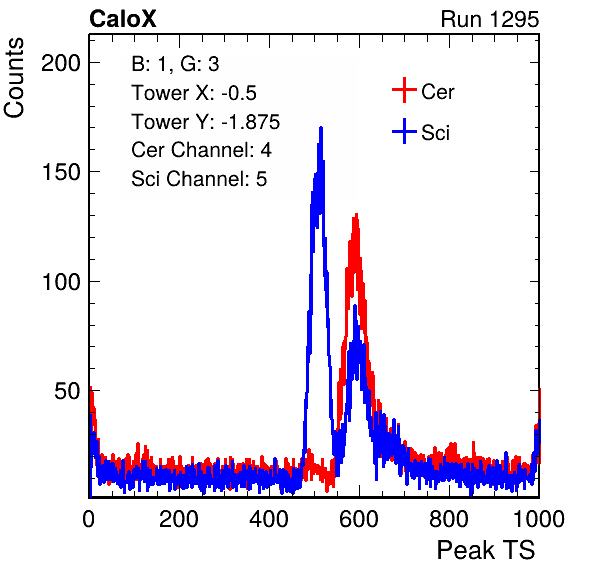 CaloX Run 1295
Counts
B: 1, G: 3
Tower X: -0.5
Tower Y: -1.875
Cer Channel: 4
Sci Channel: 5
Cer
Sci
200
150
100
50
0 200 400 600 800 1000
Peak TS